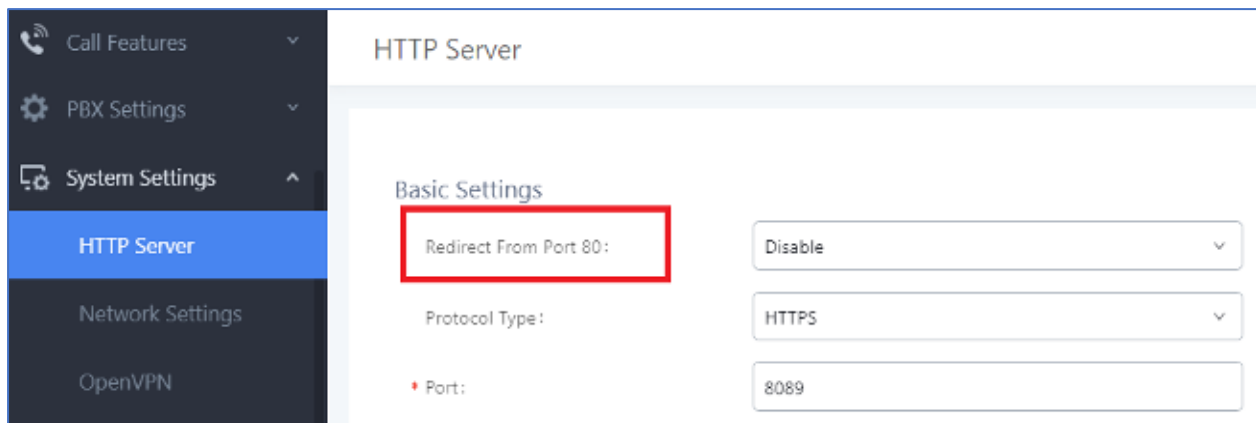 Call Features
PBX Settings
System Settings
HTTP Server
Network Settings
OpenVPN
HTTP Server
Basic Settings
Redirect From Port 80:
Disable
Protocol Type:
HTTPS
* Port:
8089